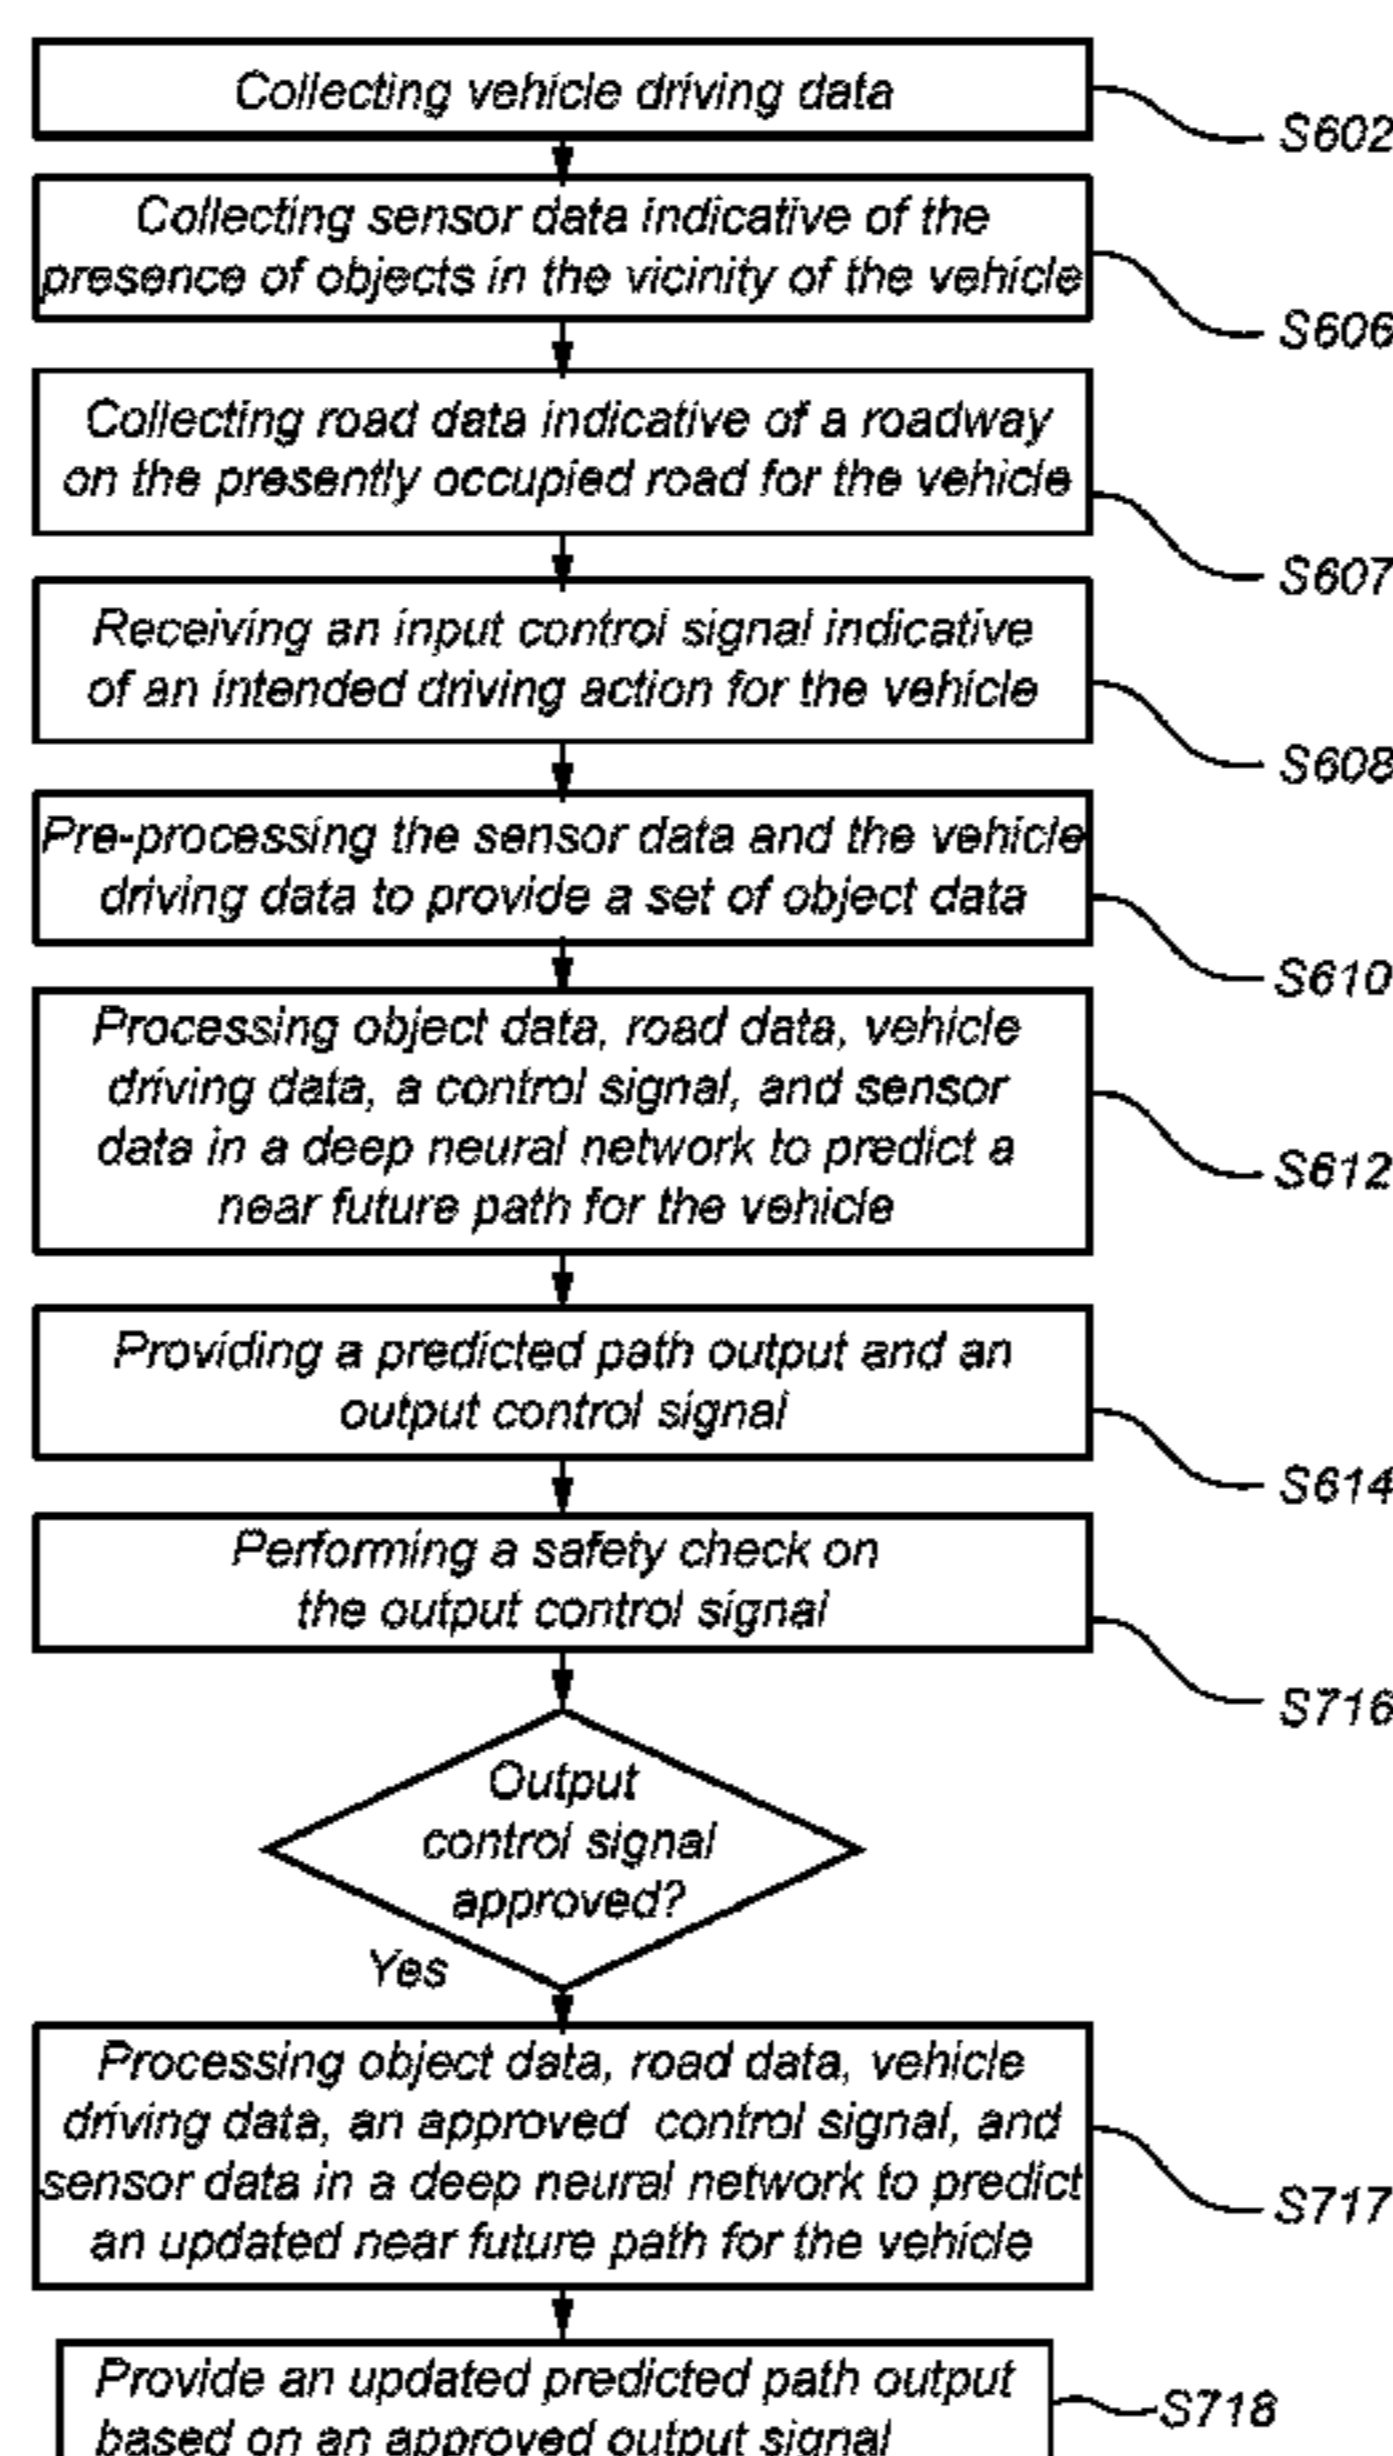 Collecting vehicle driving data
S602
Collecting sensor data indicative of the
presence of objects in the vicinity of the vehicle
S606
Collecting road data indicative of a roadway
on the presently occupied road for the vehicle
S607
Receiving an input control signal indicative
of an intended driving action for the vehicle
S608
Pre-processing the sensor data and the vehicle
driving data to provide a set of object data
S610
Processing object data, road data, vehicle
driving data, a control signal, and sensor
data in a deep neural network to predict a
near future path for the vehicle
S612
Providing a predicted path output and an
output control signal
S614
Performing a safety check on
the output control signal
S716
Output
control signal
approved?
Yes
Processing object data, road data, vehicle
driving data, an approved control signal, and
sensor data in a deep neural network to predict
an updated near future path for the vehicle
S717
Provide an updated predicted path output
based on an approved output signal
S718